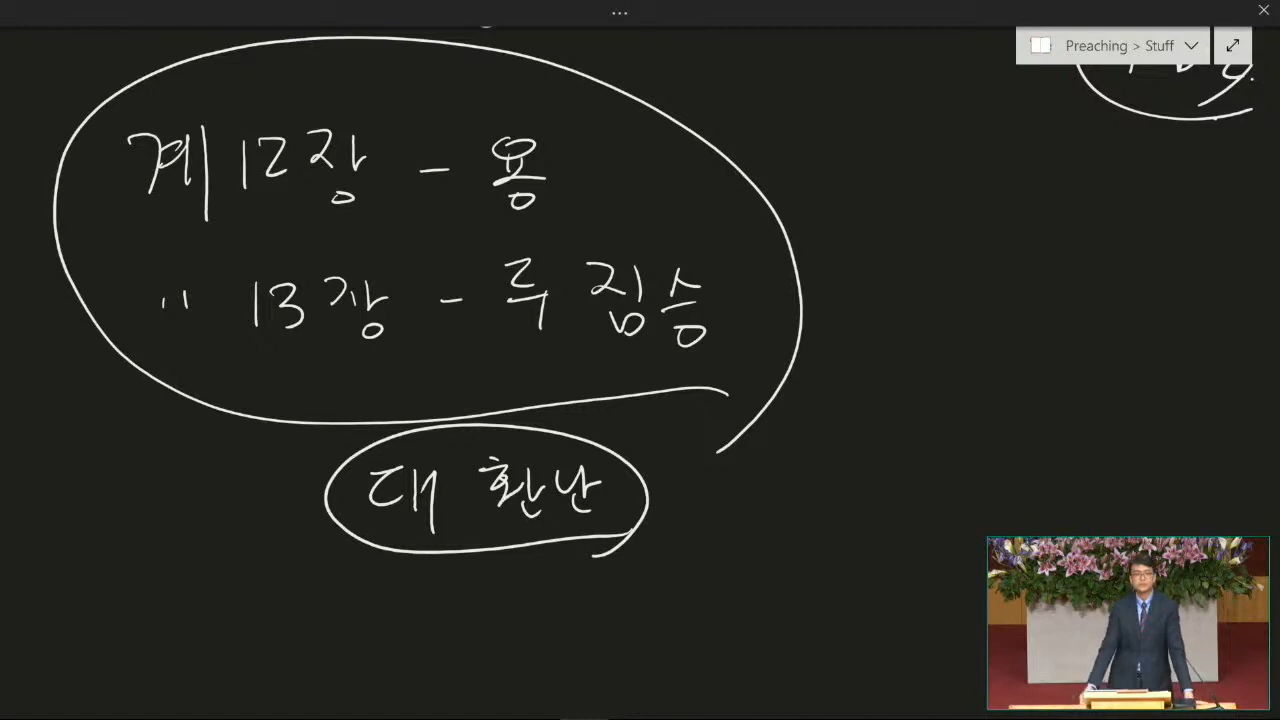 Preaching > Stuff
계 12장 - 용
" 13장 - 두 짐승
대 환난